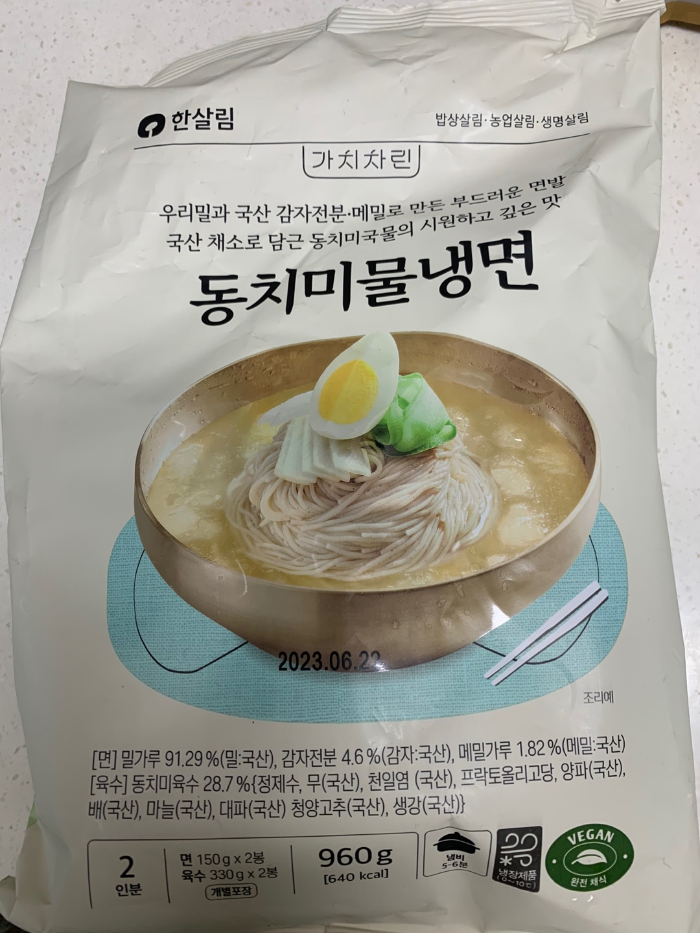 한살림
밥상살림·농업살림·생명살림
가치차린
우리밀과 국산 감자전분·메밀로 만든 부드러운 면발
국산 채소로 담근 동치미국물의 시원하고 깊은 맛
동치미물냉면
2023.06.22
조리예
[면] 밀가루 91.29 %(밀:국산), 감자전분 4.6 %(감자:국산), 메밀가루 1.82 %(메밀:국산)
[육수] 동치미육수 28.7 %{정제수, 무(국산), 천일염 (국산), 프락토올리고당, 양파(국산),
배(국산), 마늘(국산), 대파(국산) 청양고추(국산), 생강(국산)}
2
인분
면 150g x 2봉
육수 330g x 2봉
개별포장
960g
[640 kcal]
냄비
5-6분
냉장제품
(0~10℃)
VEGAN
완전 채식